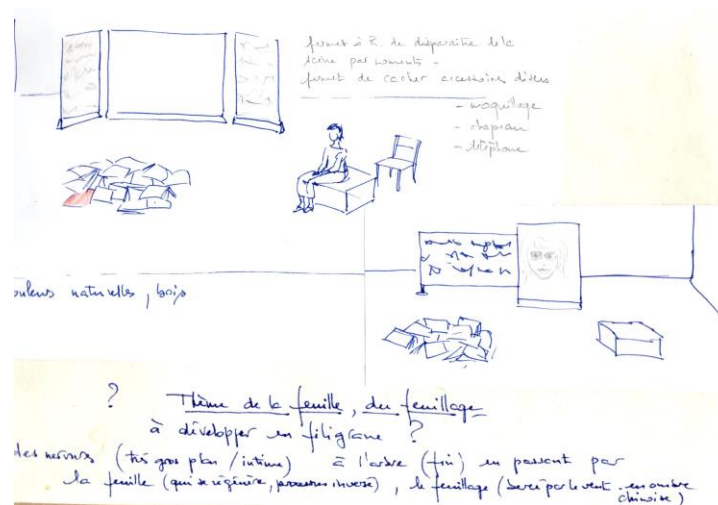 permet à R. de disparaître de la
scène par moments -
permet de cacher accessoires divers
- maquillage
- chapeau
- téléphone
couleurs naturelles, bois
? Thème de la feuille, du feuillage
à développer en filigrane ?
des nervures (très gros plan / intime) à l'arbre (fin) en passant par
la feuille (qui se régénère, processus inversé), le feuillage (bercé par le vent - en ombre
chinoise)